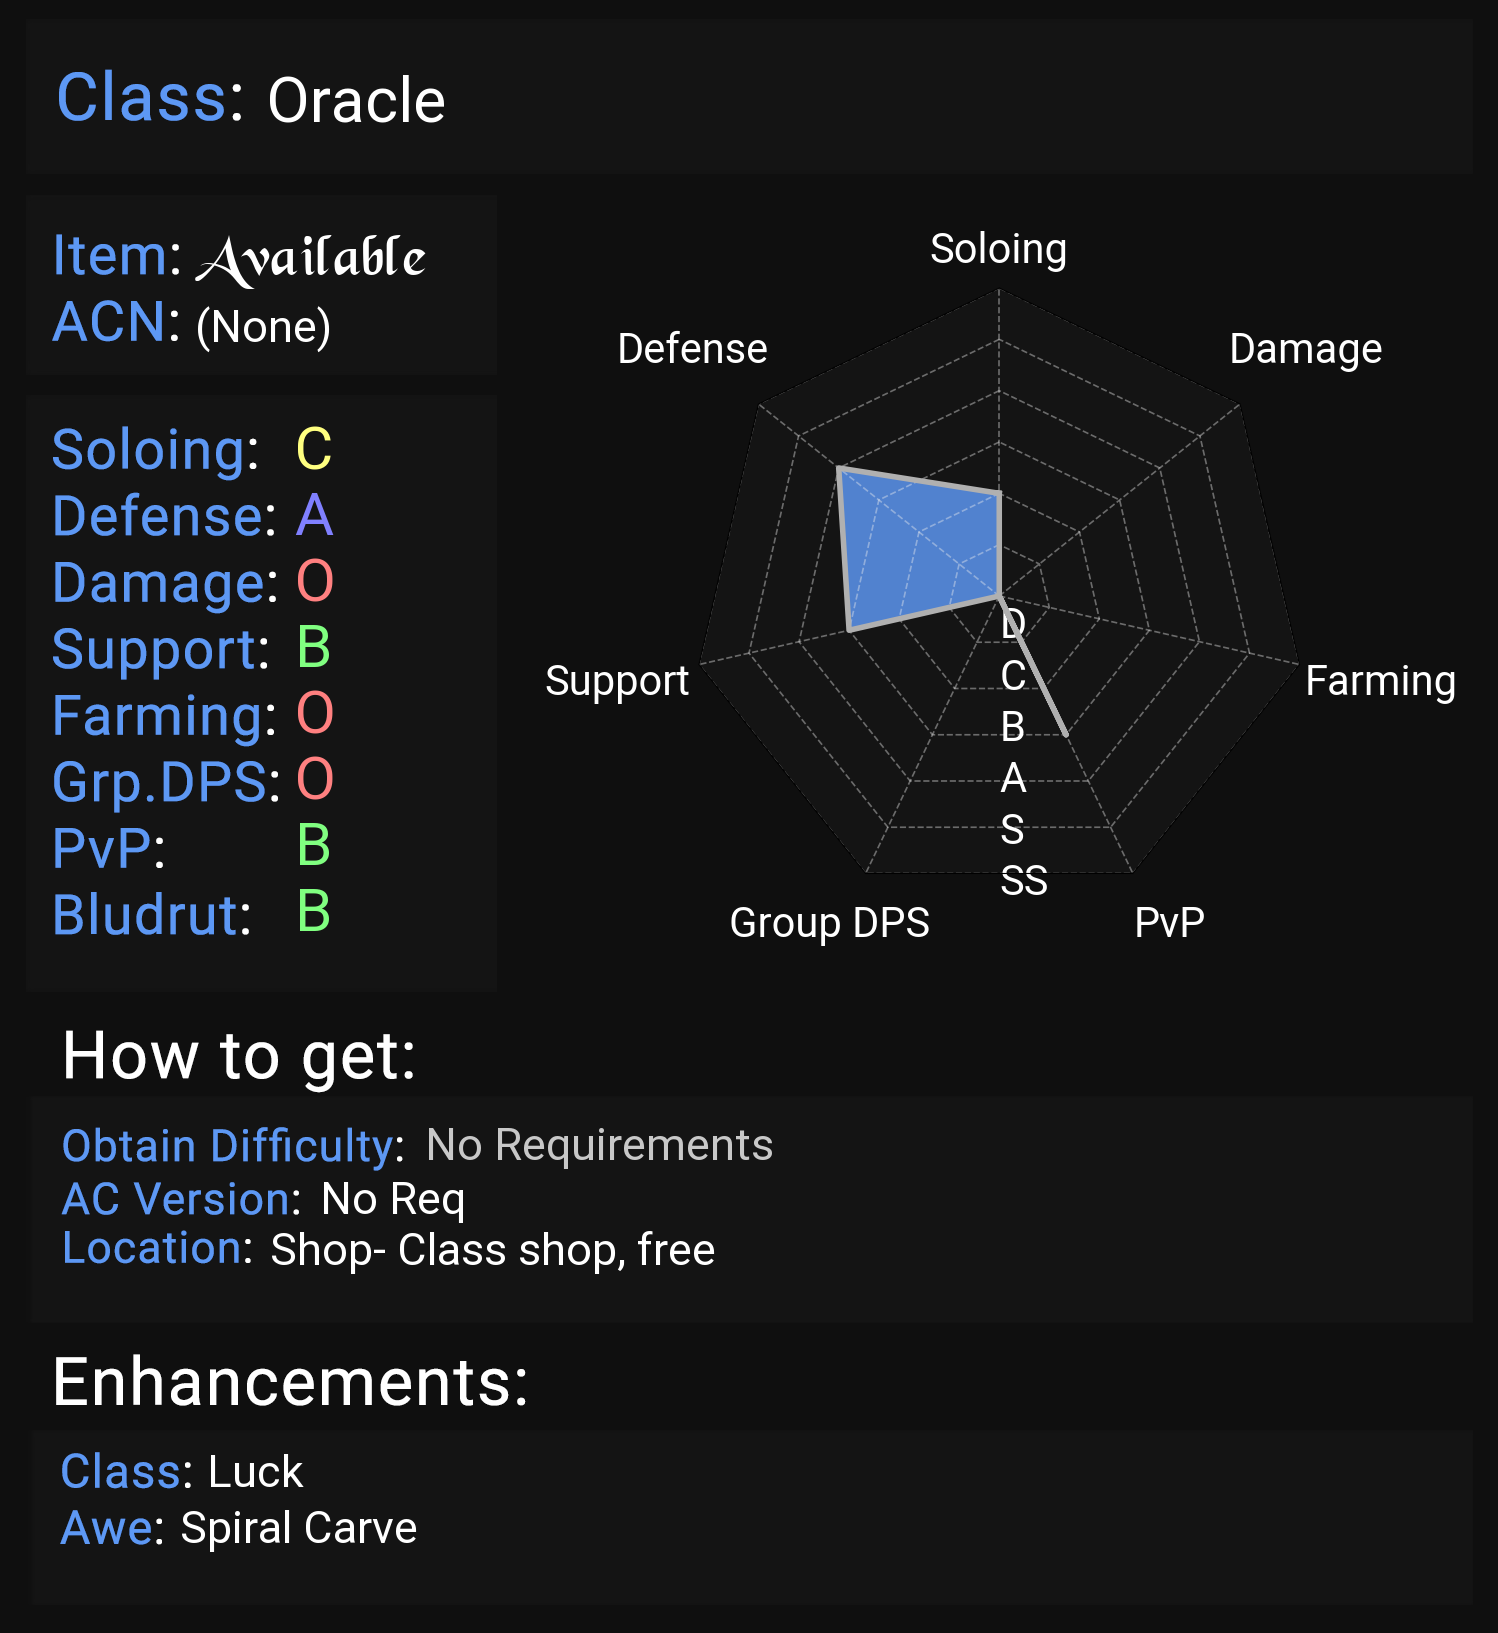 Class: Oracle
Item: Available
ACN: (None)
Soloing: C
Defense: A
Damage: O
Support: B
Farming: O
Grp.DPS: O
PvP: B
Bludrut: B
Soloing
Defense
Damage
Support
Farming
Group DPS
PvP
D
C
B
A
S
SS
How to get:
Obtain Difficulty: No Requirements
AC Version: No Req
Location: Shop- Class shop, free
Enhancements:
Class: Luck
Awe: Spiral Carve